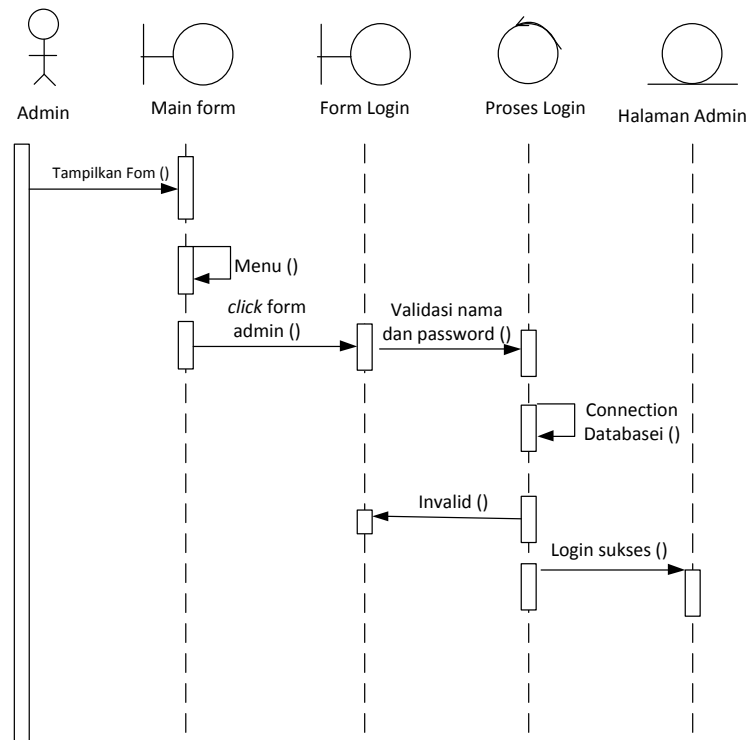 Admin
Main form
Form Login
Proses Login
Halaman Admin
Tampilkan Fom ()
Menu ()
click form
admin ()
Validasi nama
dan password ()
Connection
Databasei ()
Invalid ()
Login sukses ()